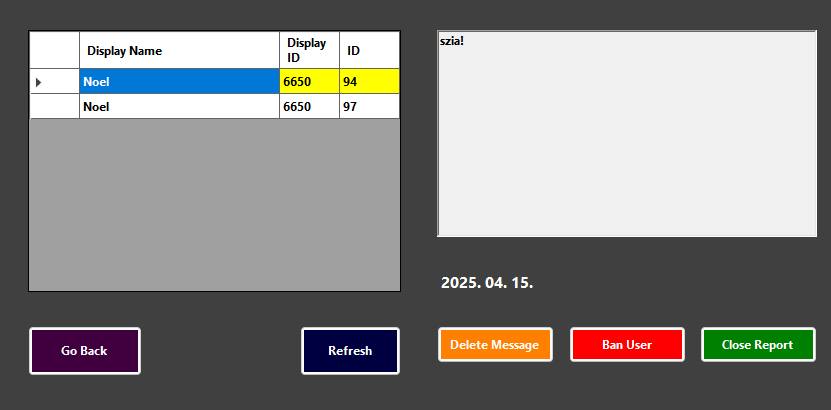 Display Name Display ID ID
Noel 6650 94
Noel 6650 97
szia!
2025. 04. 15.
Go Back Refresh Delete Message Ban User Close Report